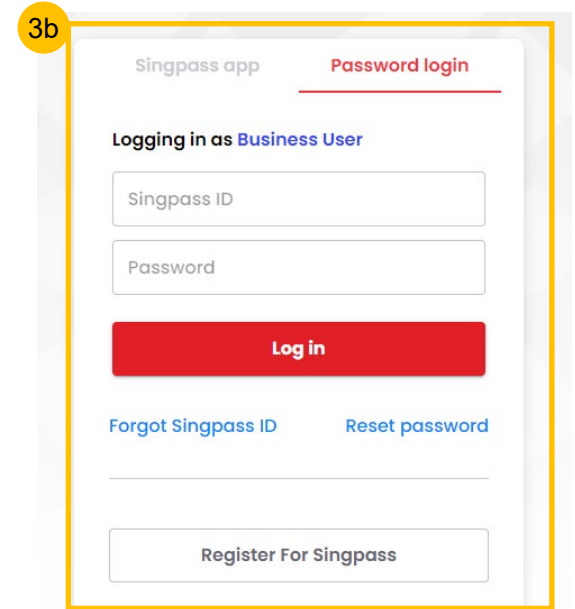 3b
Singpass app Password login
Logging in as Business User
Singpass ID
Password
Log in
Forgot Singpass ID Reset password
Register For Singpass